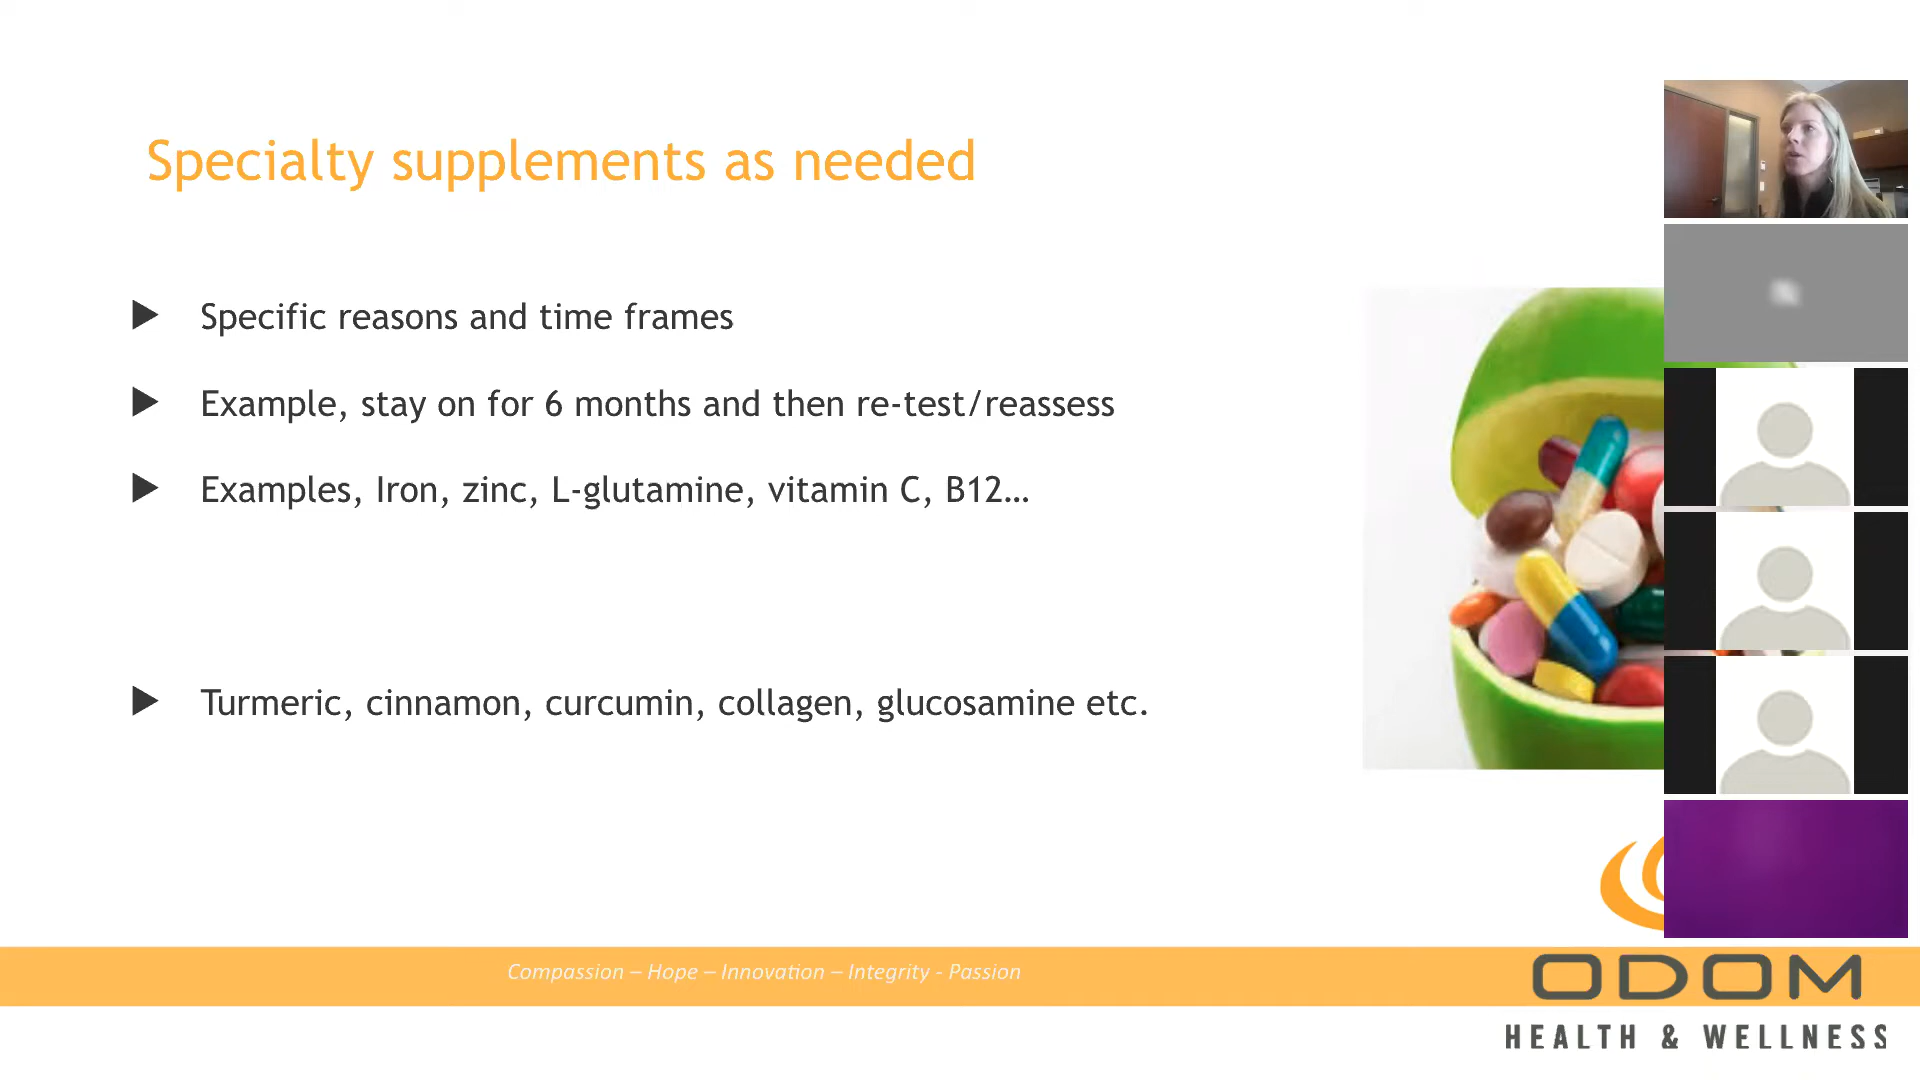 Specialty supplements as needed
Specific reasons and time frames
Example, stay on for 6 months and then re-test/reassess
Examples, Iron, zinc, L-glutamine, vitamin C, B12…
Turmeric, cinnamon, curcumin, collagen, glucosamine etc.
Compassion – Hope – Innovation – Integrity - Passion
ODOM
HEALTH & WELLNESS